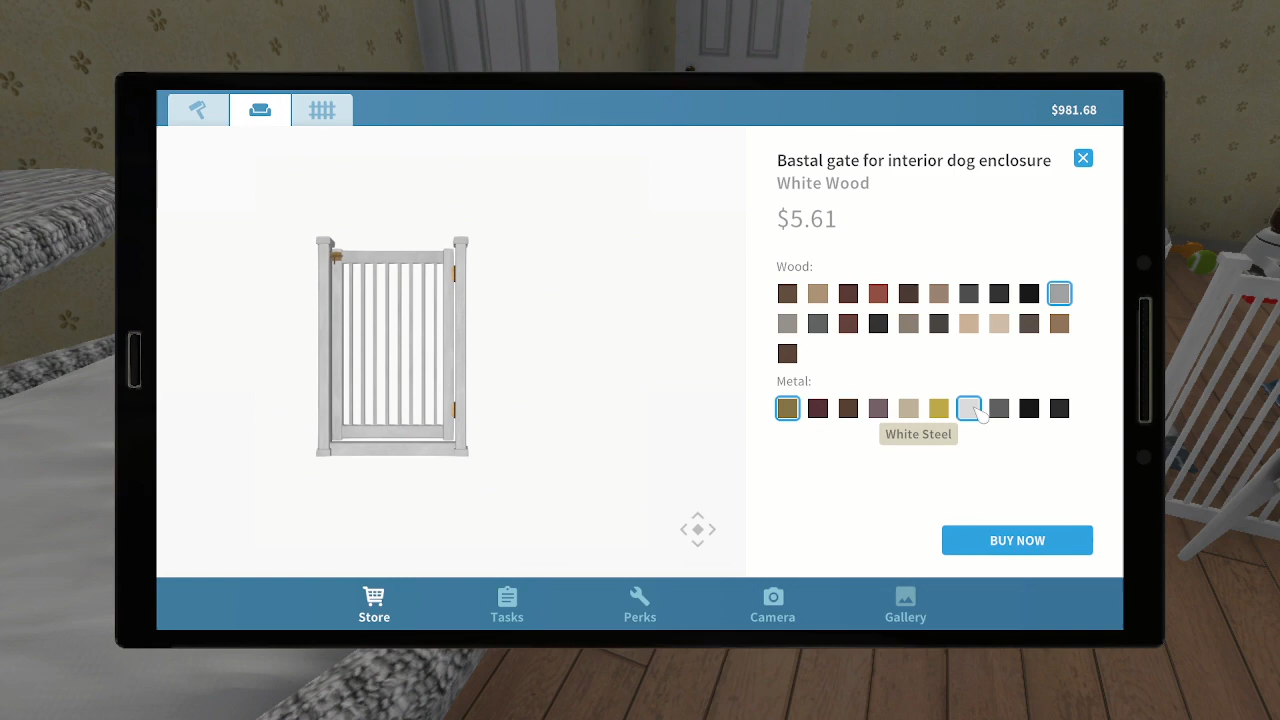 $981.68
Bastal gate for interior dog enclosure
White Wood
$5.61
Wood:
Metal:
White Steel
BUY NOW
Store
Tasks
Perks
Camera
Gallery